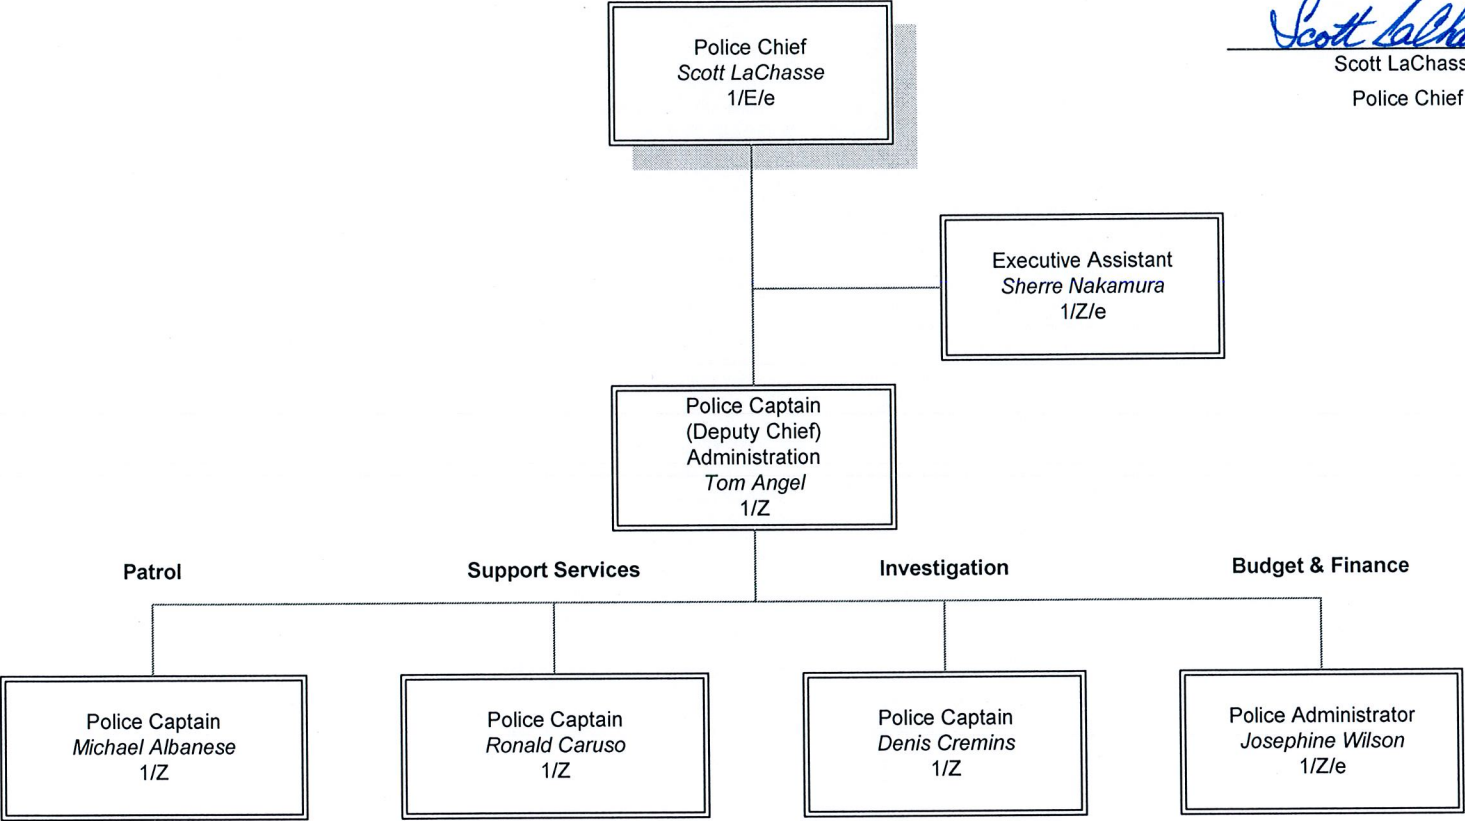 Police Chief
Scott LaChasse
1/E/e
Scott LaCha
Scott LaChass
Police Chief
Executive Assistant
Sherre Nakamura
1/Z/e
Police Captain
(Deputy Chief)
Administration
Tom Angel
1/Z
Patrol
Support Services
Investigation
Budget & Finance
Police Captain
Michael Albanese
1/Z
Police Captain
Ronald Caruso
1/Z
Police Captain
Denis Cremins
1/Z
Police Administrator
Josephine Wilson
1/Z/e